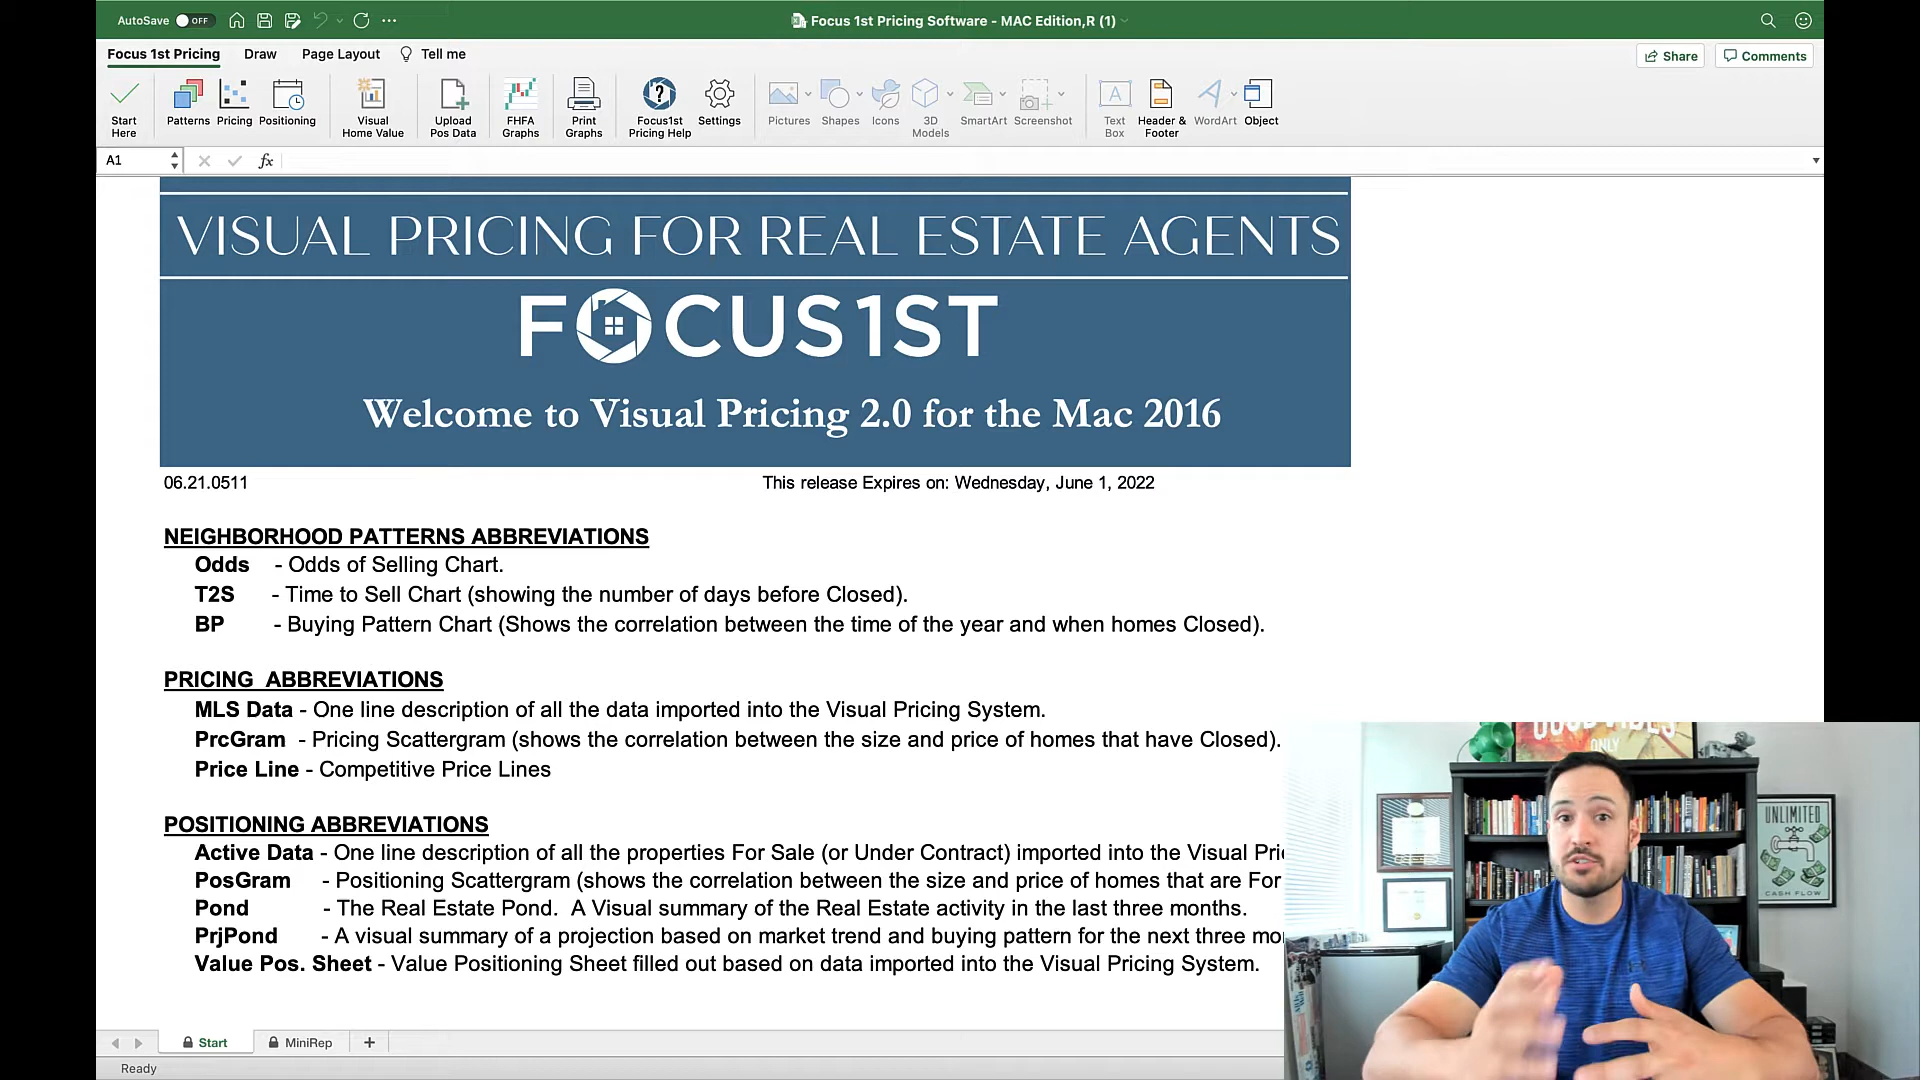 AutoSave OFF
Focus 1st Pricing Software - MAC Edition,R (1)
Focus 1st Pricing Draw Page Layout Tell me
Share Comments
Start Here
Patterns
Pricing
Positioning
Visual Home Value
Upload Pos Data
FHFA Graphs
Print Graphs
Focus1st Pricing Help
Settings
Pictures
Shapes
Icons
3D Models
SmartArt
Screenshot
Text Box
Header & Footer
WordArt
Object
A1 fx
VISUAL PRICING FOR REAL ESTATE AGENTS
FOCUS1ST
Welcome to Visual Pricing 2.0 for the Mac 2016
06.21.0511 This release Expires on: Wednesday, June 1, 2022
NEIGHBORHOOD PATTERNS ABBREVIATIONS
Odds - Odds of Selling Chart.
T2S - Time to Sell Chart (showing the number of days before Closed).
BP - Buying Pattern Chart (Shows the correlation between the time of the year and when homes Closed).
PRICING ABBREVIATIONS
MLS Data - One line description of all the data imported into the Visual Pricing System.
PrcGram - Pricing Scattergram (shows the correlation between the size and price of homes that have Closed).
Price Line - Competitive Price Lines
POSITIONING ABBREVIATIONS
Active Data - One line description of all the properties For Sale (or Under Contract) imported into the Visual Pri
PosGram - Positioning Scattergram (shows the correlation between the size and price of homes that are For
Pond - The Real Estate Pond. A Visual summary of the Real Estate activity in the last three months.
PrjPond - A visual summary of a projection based on market trend and buying pattern for the next three mo
Value Pos. Sheet - Value Positioning Sheet filled out based on data imported into the Visual Pricing System.
GOOD VIBES
ONLY
UNLIMITED
CASH FLOW
Start MiniRep +
Ready